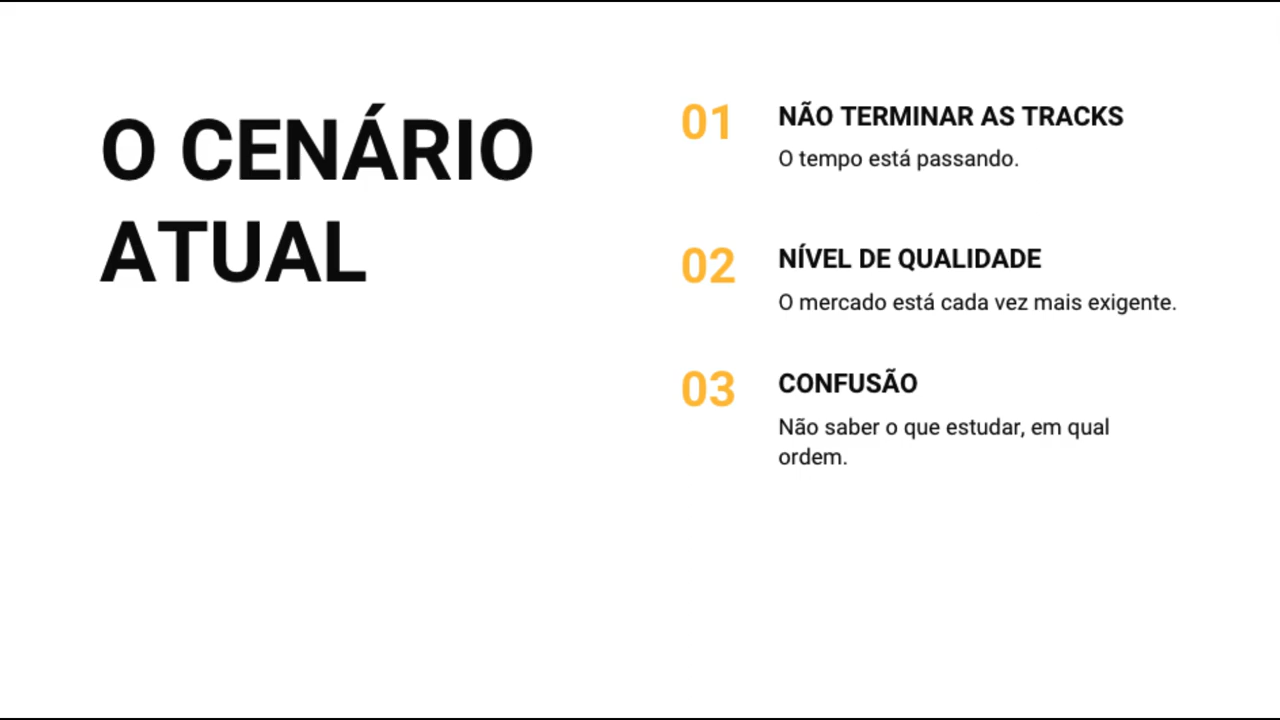 O CENÁRIO
ATUAL
01
NÃO TERMINAR AS TRACKS
O tempo está passando.
02
NÍVEL DE QUALIDADE
O mercado está cada vez mais exigente.
03
CONFUSÃO
Não saber o que estudar, em qual
ordem.